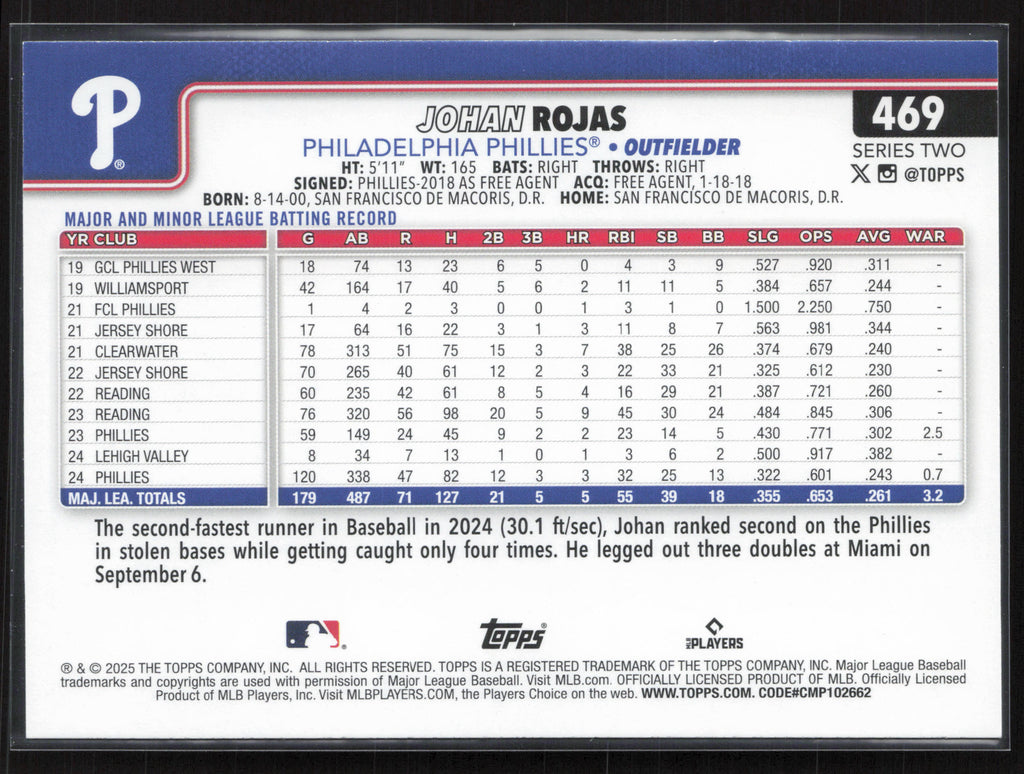 P
®
JOHAN ROJAS
469
PHILADELPHIA PHILLIES® • OUTFIELDER
SERIES TWO
HT: 5'11" WT: 165 BATS: RIGHT THROWS: RIGHT
@TOPPS
SIGNED: PHILLIES-2018 AS FREE AGENT ACQ: FREE AGENT, 1-18-18
BORN: 8-14-00, SAN FRANCISCO DE MACORIS, D.R. HOME: SAN FRANCISCO DE MACORIS, D.R.
MAJOR AND MINOR LEAGUE BATTING RECORD
YR CLUB G AB R H 2B 3B HR RBI SB BB SLG OPS AVG WAR
19 GCL PHILLIES WEST 18 74 13 23 6 5 0 4 3 9 .527 .920 .311 -
19 WILLIAMSPORT 42 164 17 40 5 6 2 11 11 5 .384 .657 .244 -
21 FCL PHILLIES 1 4 2 3 0 0 1 3 1 0 1.500 2.250 .750 -
21 JERSEY SHORE 17 64 16 22 3 1 3 11 8 7 .563 .981 .344 -
21 CLEARWATER 78 313 51 75 15 3 7 38 25 26 .374 .679 .240 -
22 JERSEY SHORE 70 265 40 61 12 2 3 22 33 21 .325 .612 .230 -
22 READING 60 235 42 61 8 5 4 16 29 21 .387 .721 .260 -
23 READING 76 320 56 98 20 5 9 45 30 24 .484 .845 .306 -
23 PHILLIES 59 149 24 45 9 2 2 23 14 5 .430 .771 .302 2.5
24 LEHIGH VALLEY 8 34 7 13 1 0 1 3 6 2 .500 .917 .382 -
24 PHILLIES 120 338 47 82 12 3 3 32 25 13 .322 .601 .243 0.7
MAJ. LEA. TOTALS 179 487 71 127 21 5 5 55 39 18 .355 .653 .261 3.2
The second-fastest runner in Baseball in 2024 (30.1 ft/sec), Johan ranked second on the Phillies
in stolen bases while getting caught only four times. He legged out three doubles at Miami on
September 6.
Topps®
MLB PLAYERS
® & © 2025 THE TOPPS COMPANY, INC. ALL RIGHTS RESERVED. TOPPS IS A REGISTERED TRADEMARK OF THE TOPPS COMPANY, INC. Major League Baseball
trademarks and copyrights are used with permission of Major League Baseball. Visit MLB.com. OFFICIALLY LICENSED PRODUCT OF MLB. Officially Licensed
Product of MLB Players, Inc. Visit MLBPLAYERS.COM, the Players Choice on the web. WWW.TOPPS.COM. CODE#CMP102662